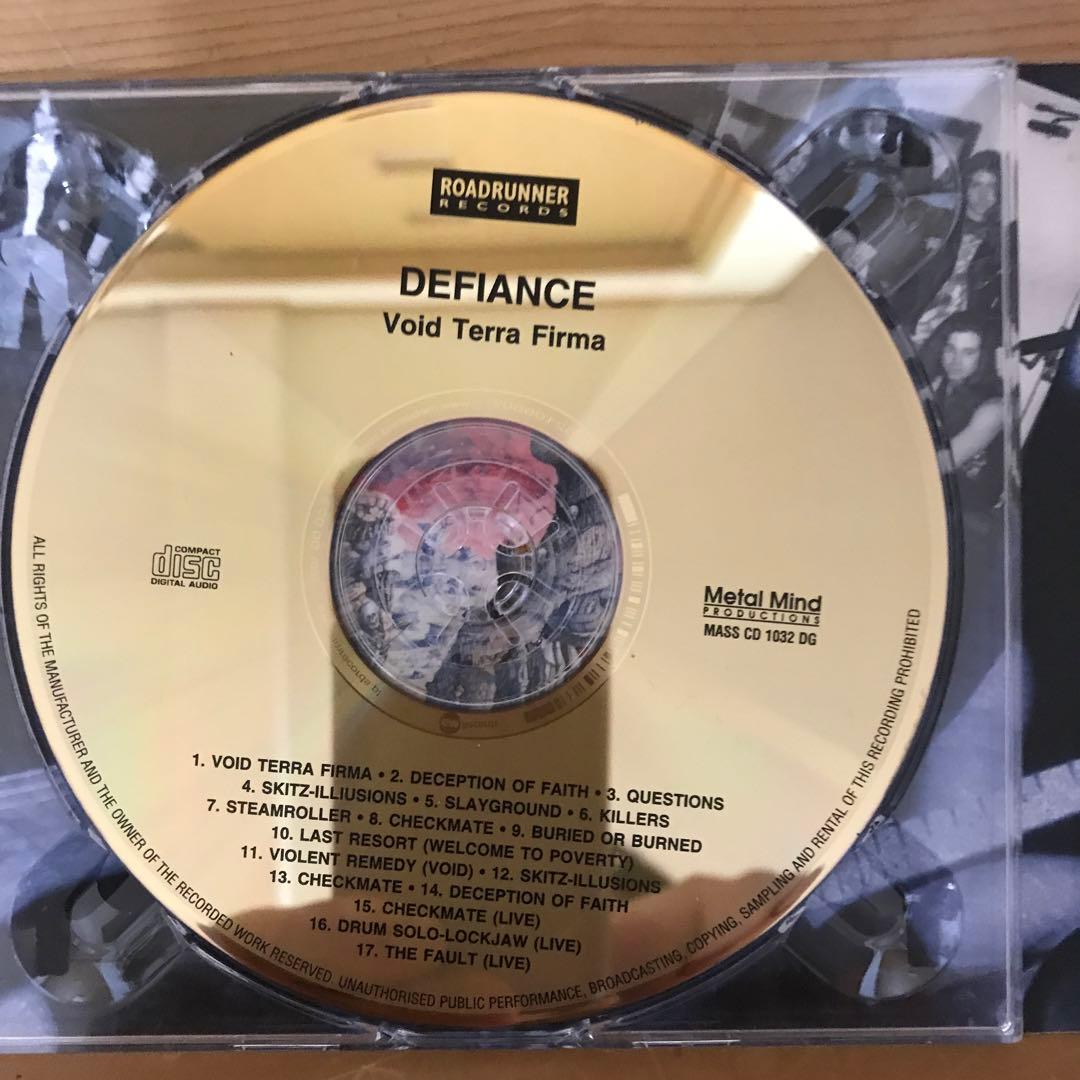 ROADRUNNER
RECORDS
DEFIANCE
Void Terra Firma
COMPACT
disc
DIGITAL AUDIO
Metal Mind
PRODUCTIONS
MASS CD 1032 DG
1. VOID TERRA FIRMA • 2. DECEPTION OF FAITH • 3. QUESTIONS
4. SKITZ-ILLIUSIONS • 5. SLAYGROUND • 6. KILLERS
7. STEAMROLLER • 8. CHECKMATE • 9. BURIED OR BURNED
10. LAST RESORT (WELCOME TO POVERTY)
11. VIOLENT REMEDY (VOID) • 12. SKITZ-ILLUSIONS
13. CHECKMATE • 14. DECEPTION OF FAITH
15. CHECKMATE (LIVE)
16. DRUM SOLO-LOCKJAW (LIVE)
17. THE FAULT (LIVE)
ALL RIGHTS OF THE MANUFACTURER AND THE OWNER OF THE RECORDED WORK RESERVED. UNAUTHORISED PUBLIC PERFORMANCE, BROADCASTING, COPYING, SAMPLING AND RENTAL OF THIS RECORDING PROHIBITED